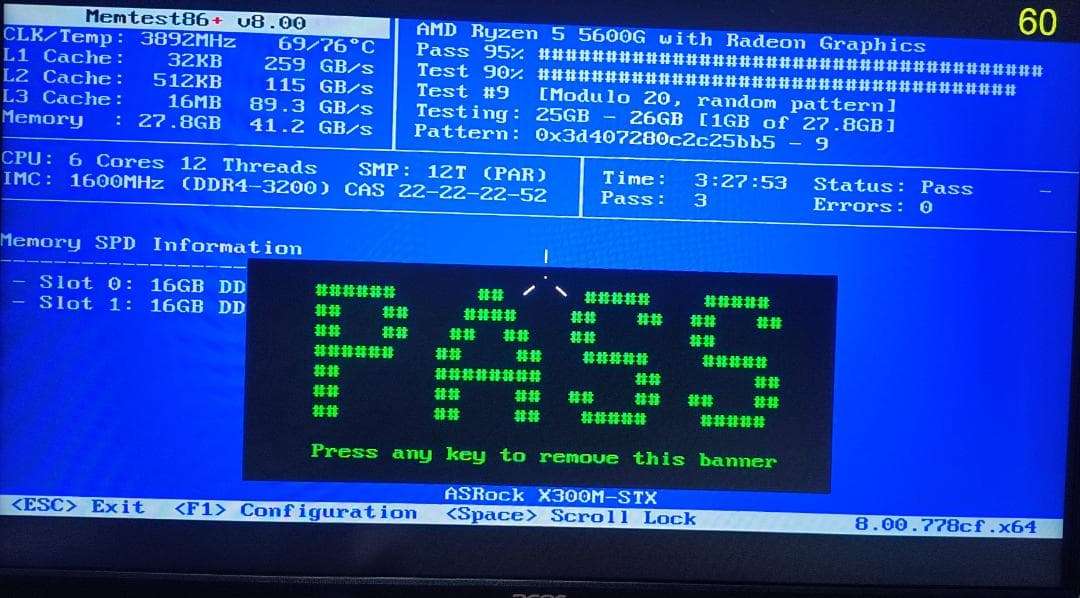 60
Memtest86+ v8.00
CLK/Temp: 3892MHz 69/76°C
L1 Cache: 32KB 259 GB/s
L2 Cache: 512KB 115 GB/s
L3 Cache: 16MB 89.3 GB/s
Memory : 27.8GB 41.2 GB/s
AMD Ryzen 5 5600G with Radeon Graphics
Pass 95% #######################################
Test 90% #####################################
Test #9 [Modulo 20, random pattern]
Testing: 25GB - 26GB [1GB of 27.8GB]
Pattern: 0x3d407280c2c25bb5 - 9
CPU: 6 Cores 12 Threads SMP: 12T (PAR)
IMC: 1600MHz (DDR4-3200) CAS 22-22-22-52
Time: 3:27:53 Status: Pass -
Pass: 3 Errors: 0
Memory SPD Information
- Slot 0: 16GB DD
- Slot 1: 16GB DD
PASS
Press any key to remove this banner
ASRock X300M-STX
<ESC> Exit <F1> Configuration <Space> Scroll Lock 8.00.778cf.x64
acer